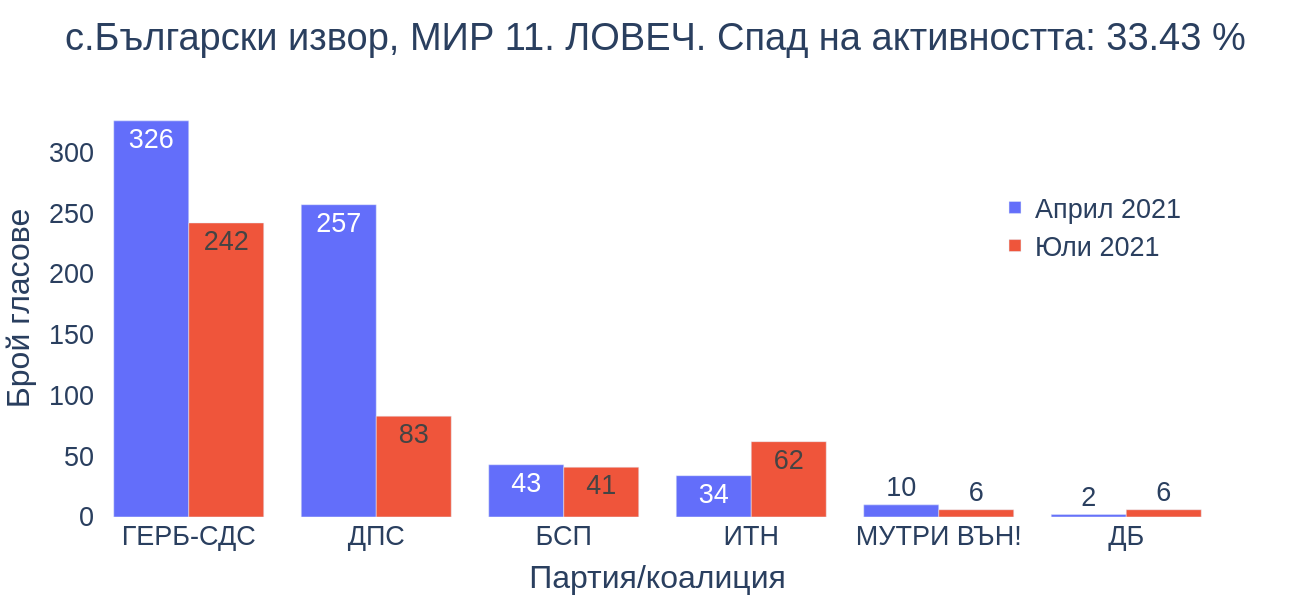 с.Български извор, МИР 11. ЛОВЕЧ. Спад на активността: 33.43 %
Брой гласове
300
250
200
150
100
50
0
326
242
257
83
43
41
34
62
10
6
2
6
Април 2021
Юли 2021
ГЕРБ-СДС
ДПС
БСП
ИТН
МУТРИ ВЪН!
ДБ
Партия/коалиция